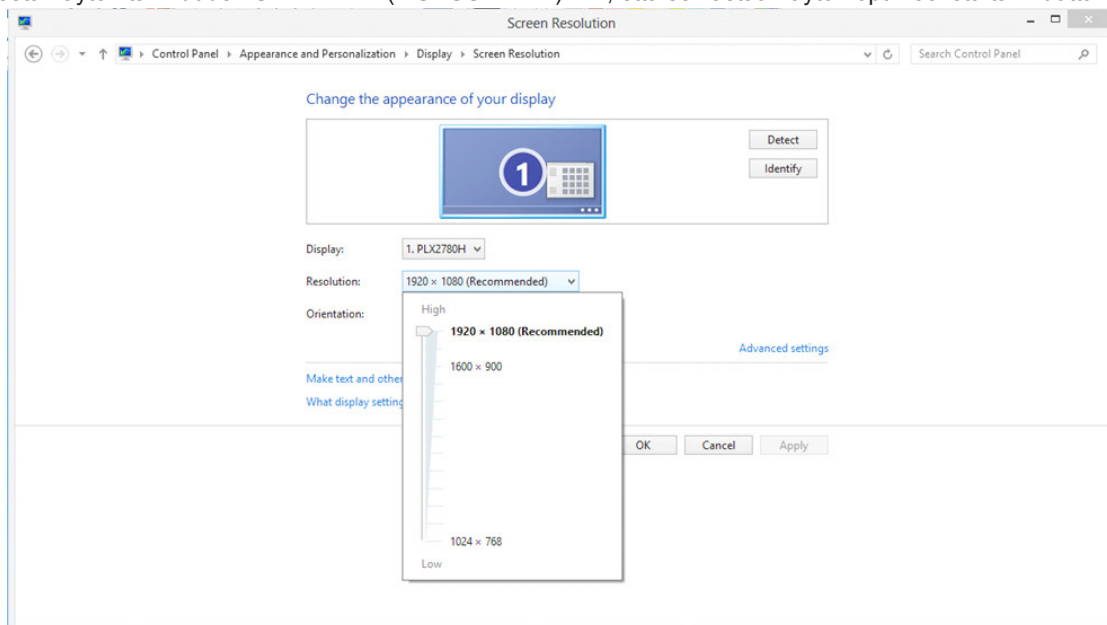 Screen Resolution
Control Panel ▸ Appearance and Personalization ▸ Display ▸ Screen Resolution
Search Control Panel
Change the appearance of your display
1
Detect
Identify
Display:
1. PLX2780H
Resolution:
1920 × 1080 (Recommended)
Orientation:
High
1920 × 1080 (Recommended)
1600 × 900
1024 × 768
Low
Advanced settings
Make text and other
What display setting
OK
Cancel
Apply